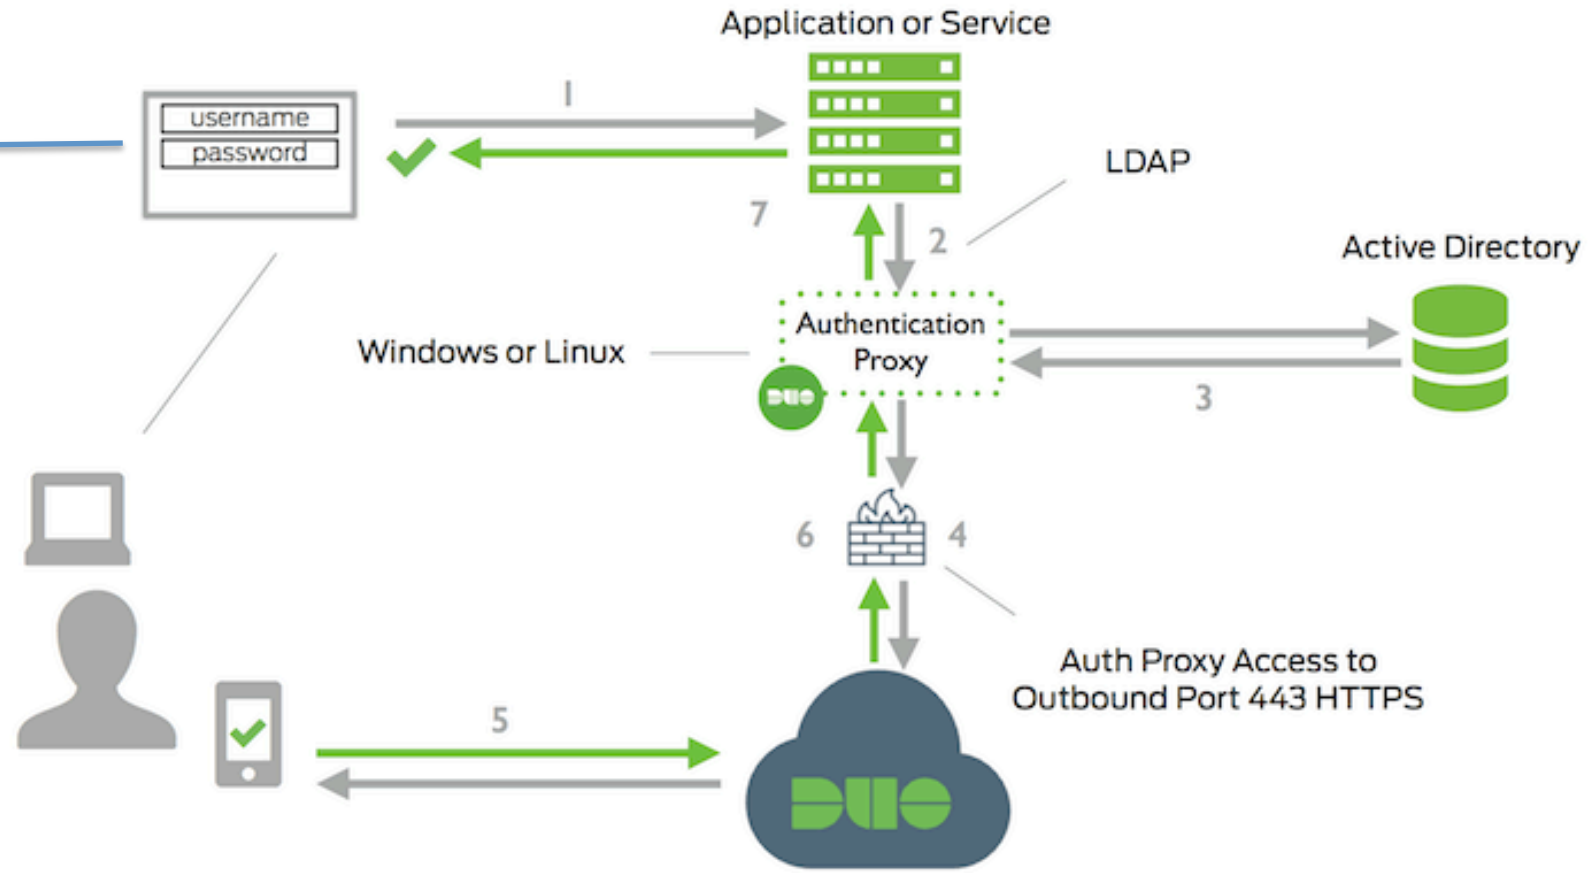 Application or Service
username
password
1
7
2
LDAP
Active Directory
Authentication
Proxy
Windows or Linux
DUO
3
6
4
Auth Proxy Access to
Outbound Port 443 HTTPS
5
DUO